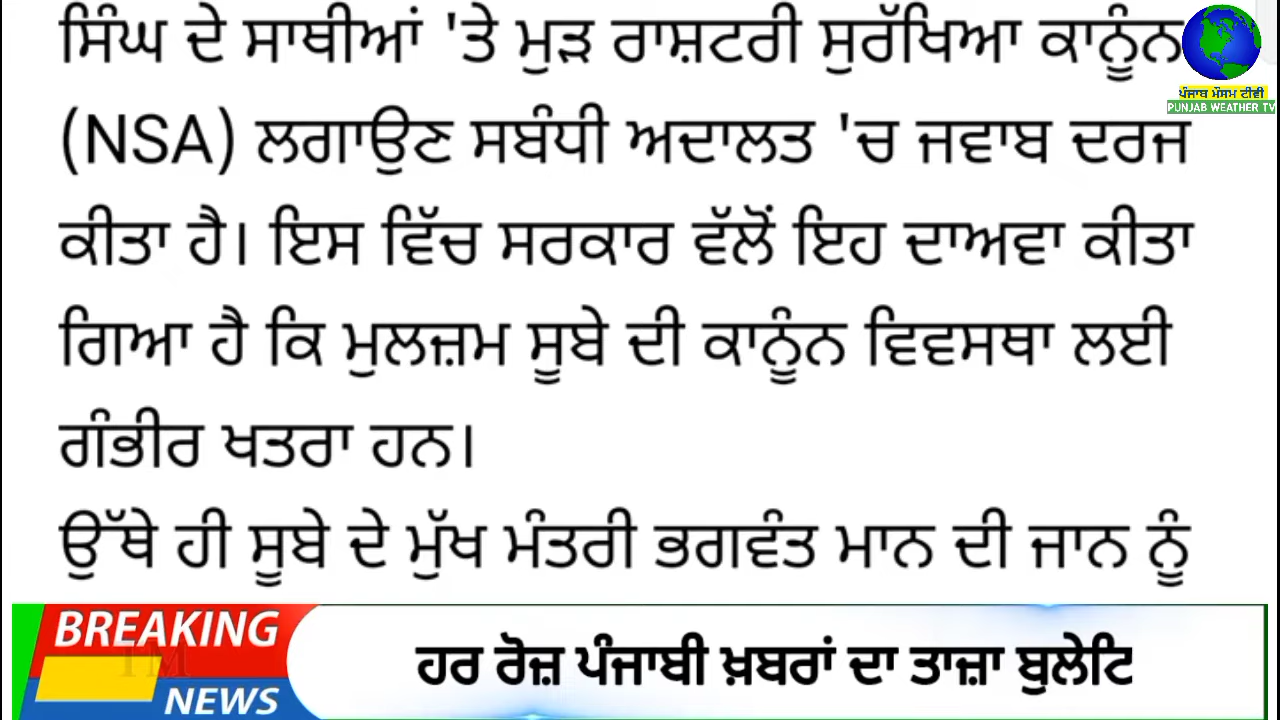 ਸਿੰਘ ਦੇ ਸਾਥੀਆਂ 'ਤੇ ਮੁੜ ਰਾਸ਼ਟਰੀ ਸੁਰੱਖਿਆ ਕਾਨੂੰਨ
(NSA) ਲਗਾਉਣ ਸਬੰਧੀ ਅਦਾਲਤ 'ਚ ਜਵਾਬ ਦਰਜ
ਕੀਤਾ ਹੈ। ਇਸ ਵਿੱਚ ਸਰਕਾਰ ਵੱਲੋਂ ਇਹ ਦਾਅਵਾ ਕੀਤਾ
ਗਿਆ ਹੈ ਕਿ ਮੁਲਜ਼ਮ ਸੂਬੇ ਦੀ ਕਾਨੂੰਨ ਵਿਵਸਥਾ ਲਈ
ਗੰਭੀਰ ਖਤਰਾ ਹਨ।
ਉੱਥੇ ਹੀ ਸੂਬੇ ਦੇ ਮੁੱਖ ਮੰਤਰੀ ਭਗਵੰਤ ਮਾਨ ਦੀ ਜਾਨ ਨੂੰ
ਪੰਜਾਬ ਮੌਸਮ ਟੀਵੀ
PUNJAB WEATHER TV
BREAKING
NEWS
ਹਰ ਰੋਜ਼ ਪੰਜਾਬੀ ਖ਼ਬਰਾਂ ਦਾ ਤਾਜ਼ਾ ਬੁਲੇਟਿ